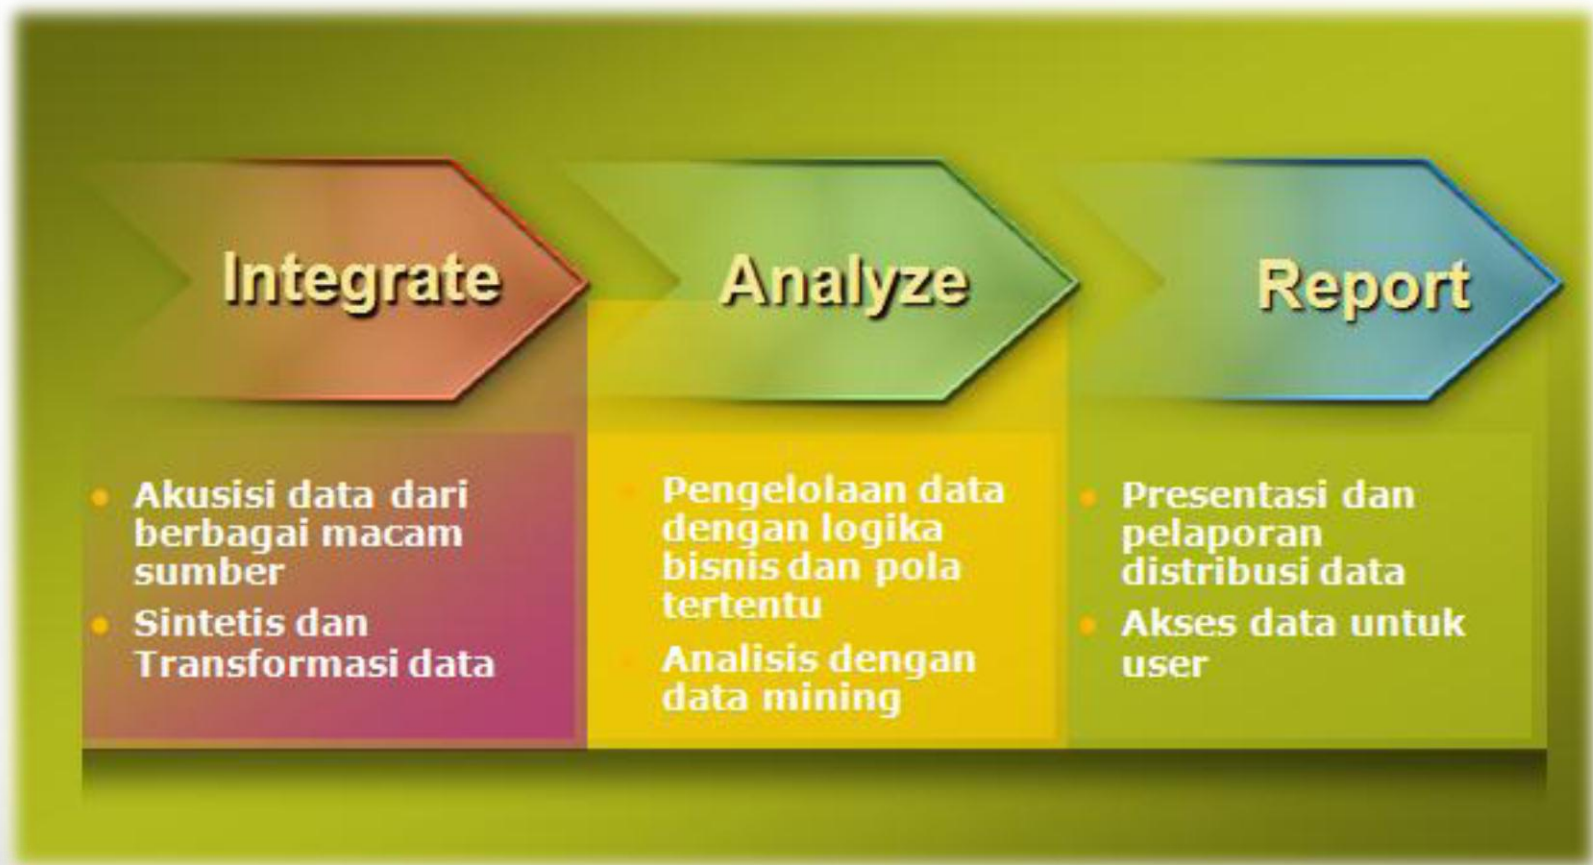 Integrate
Akusisi data dari
berbagai macam
sumber
Sintetis dan
Transformasi data
Analyze
Pengelolaan data
dengan logika
bisnis dan pola
tertentu
Analisis dengan
data mining
Report
Presentasi dan
pelaporan
distribusi data
Akses data untuk
user